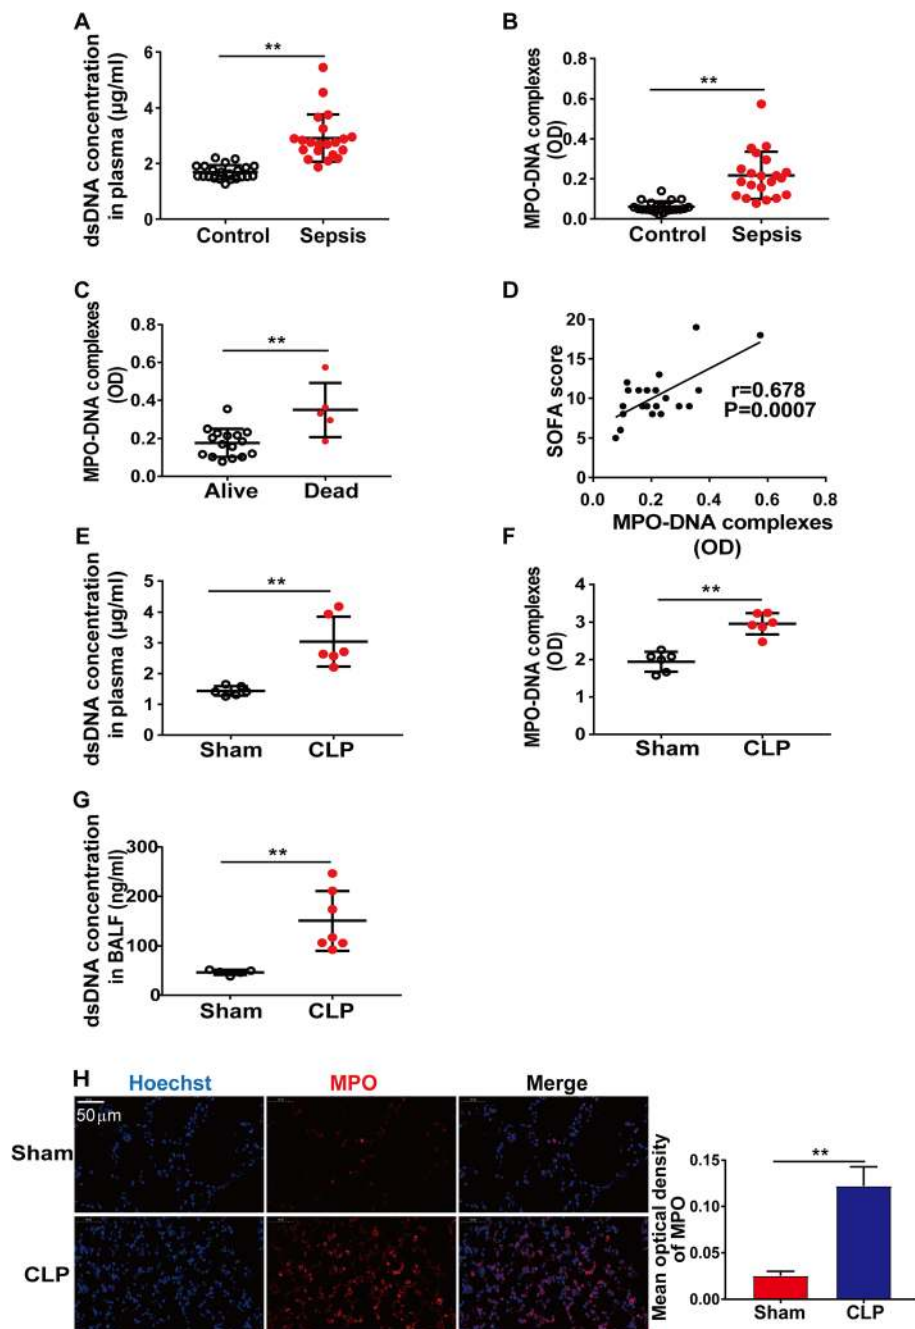 A
dsDNA concentration
in plasma (μg/ml)
6
4
2
0
**
Control
Sepsis
B
MPO-DNA complexes
(OD)
0.8
0.6
0.4
0.2
0.0
**
Control
Sepsis
C
MPO-DNA complexes
(OD)
0.8
0.6
0.4
0.2
0.0
**
Alive
Dead
D
SOFA score
20
15
10
5
0
r=0.678
P=0.0007
0.0
0.2
0.4
0.6
0.8
MPO-DNA complexes
(OD)
E
dsDNA concentration
in plasma (μg/ml)
5
4
3
2
1
0
**
Sham
CLP
F
MPO-DNA complexes
(OD)
4
3
2
1
0
**
Sham
CLP
G
dsDNA concentration
in BALF (ng/ml)
300
200
100
0
**
Sham
CLP
H
Hoechst
MPO
Merge
50 μm
Sham
CLP
Mean optical density
of MPO
0.15
0.10
0.05
0.00
**
Sham
CLP